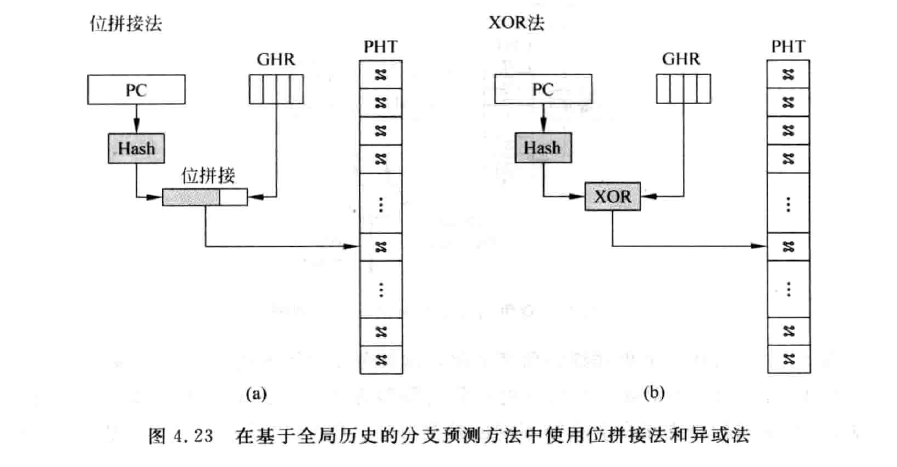 位拼接法
PC
GHR
PHT
Hash
位拼接
⋮
⋮
(a)
XOR法
PC
GHR
PHT
Hash
XOR
⋮
⋮
(b)
图 4.23 在基于全局历史的分支预测方法中使用位拼接法和异或法